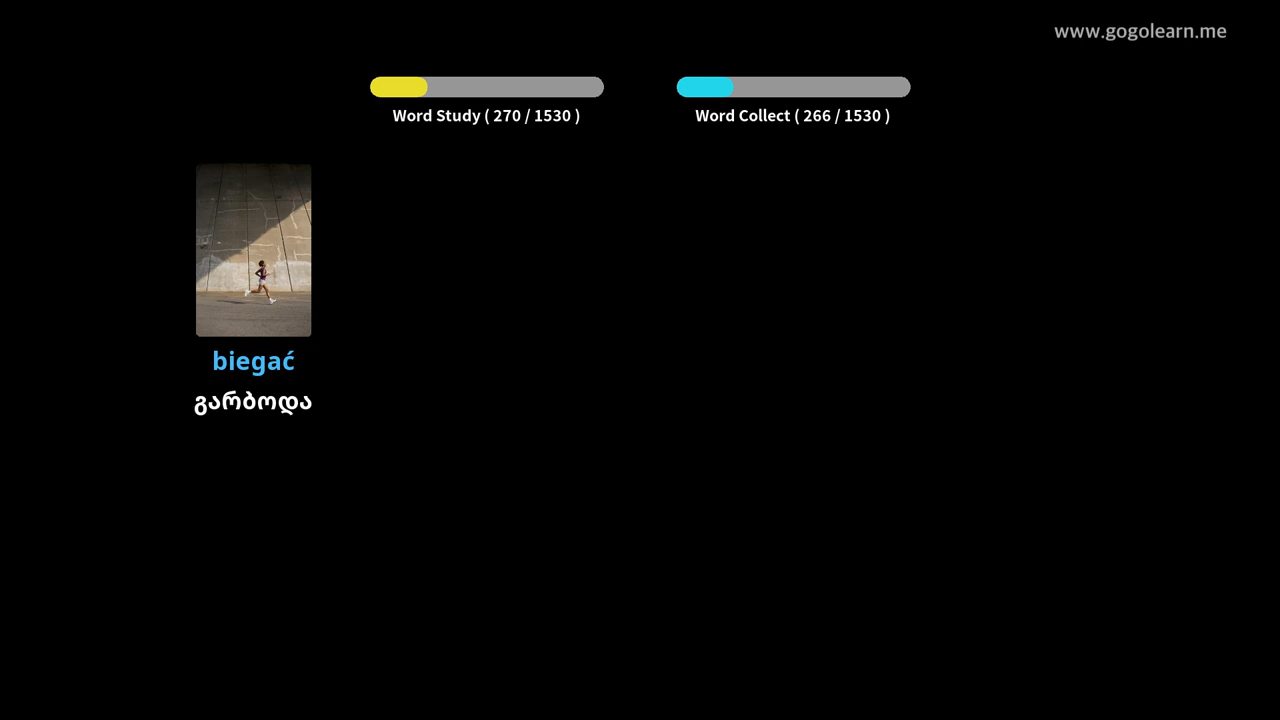 www.gogolearn.me
Word Study ( 270 / 1530 )
Word Collect ( 266 / 1530 )
biegać
გარბოდა